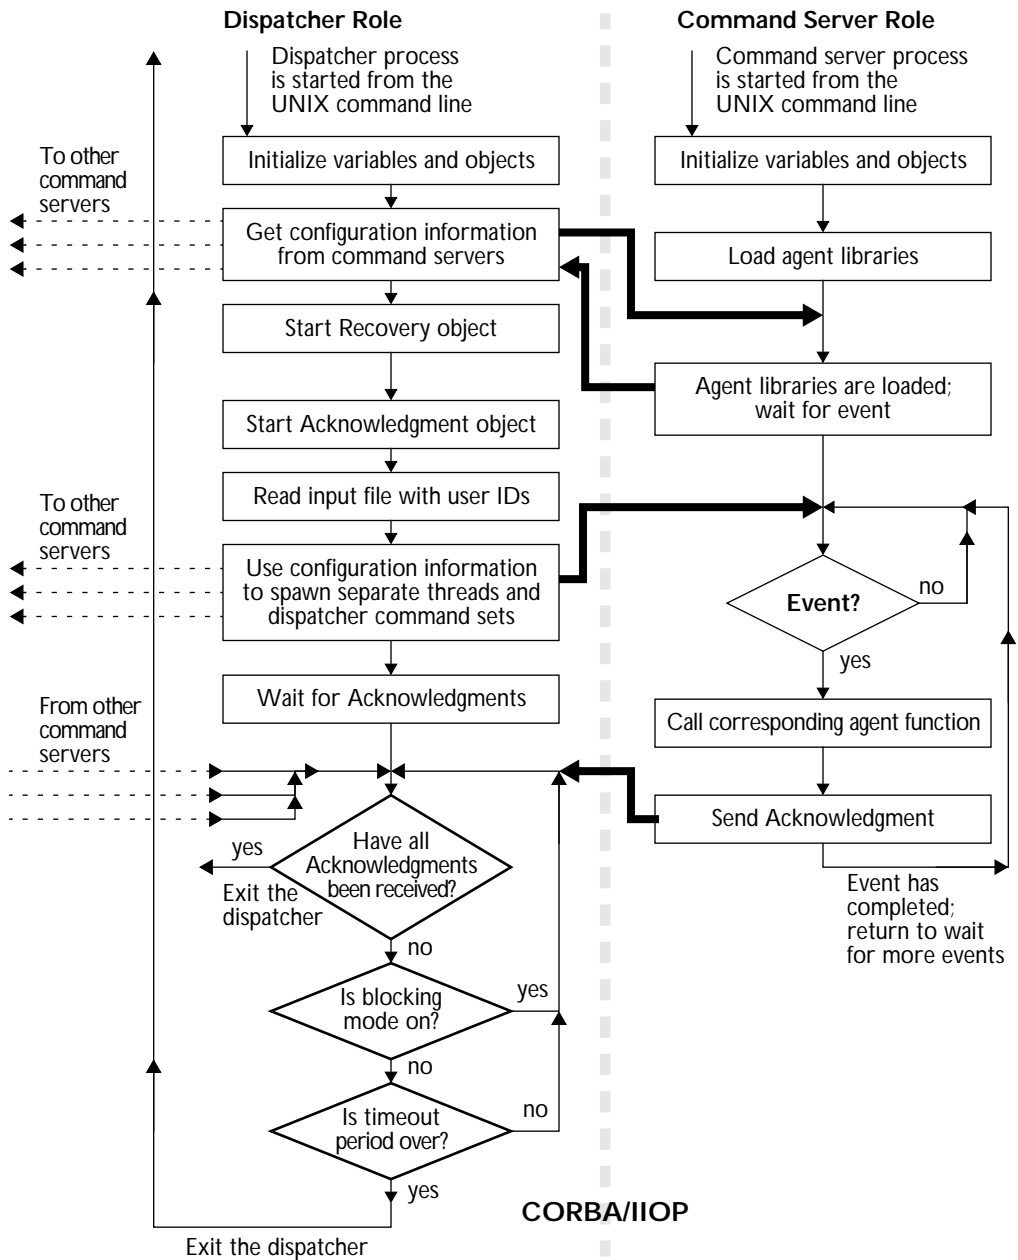 Dispatcher Role
Command Server Role
Dispatcher process
is started from the
UNIX command line
Command server process
is started from the
UNIX command line
To other
command
servers
Initialize variables and objects
Initialize variables and objects
Get configuration information
from command servers
Load agent libraries
Start Recovery object
Agent libraries are loaded;
wait for event
Start Acknowledgment object
Read input file with user IDs
To other
command
servers
Use configuration information
to spawn separate threads and
dispatcher command sets
Event?
no
yes
Wait for Acknowledgments
From other
command
servers
Call corresponding agent function
Send Acknowledgment
Have all
Acknowledgments
been received?
yes
Exit the
dispatcher
Event has
completed;
return to wait
for more events
no
Is blocking
mode on?
yes
no
Is timeout
period over?
no
yes
CORBA/IIOP
Exit the dispatcher